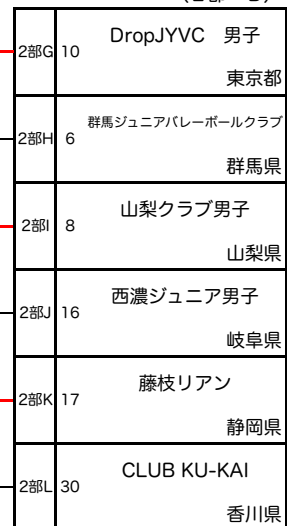 DropJYVC 男子
2部G 10
東京都
群馬ジュニアバレーボールクラブ
2部H 6
群馬県
山梨クラブ男子
2部I 8
山梨県
西濃ジュニア男子
2部J 16
岐阜県
藤枝リアン
2部K 17
静岡県
CLUB KU-KAI
2部L 30
香川県